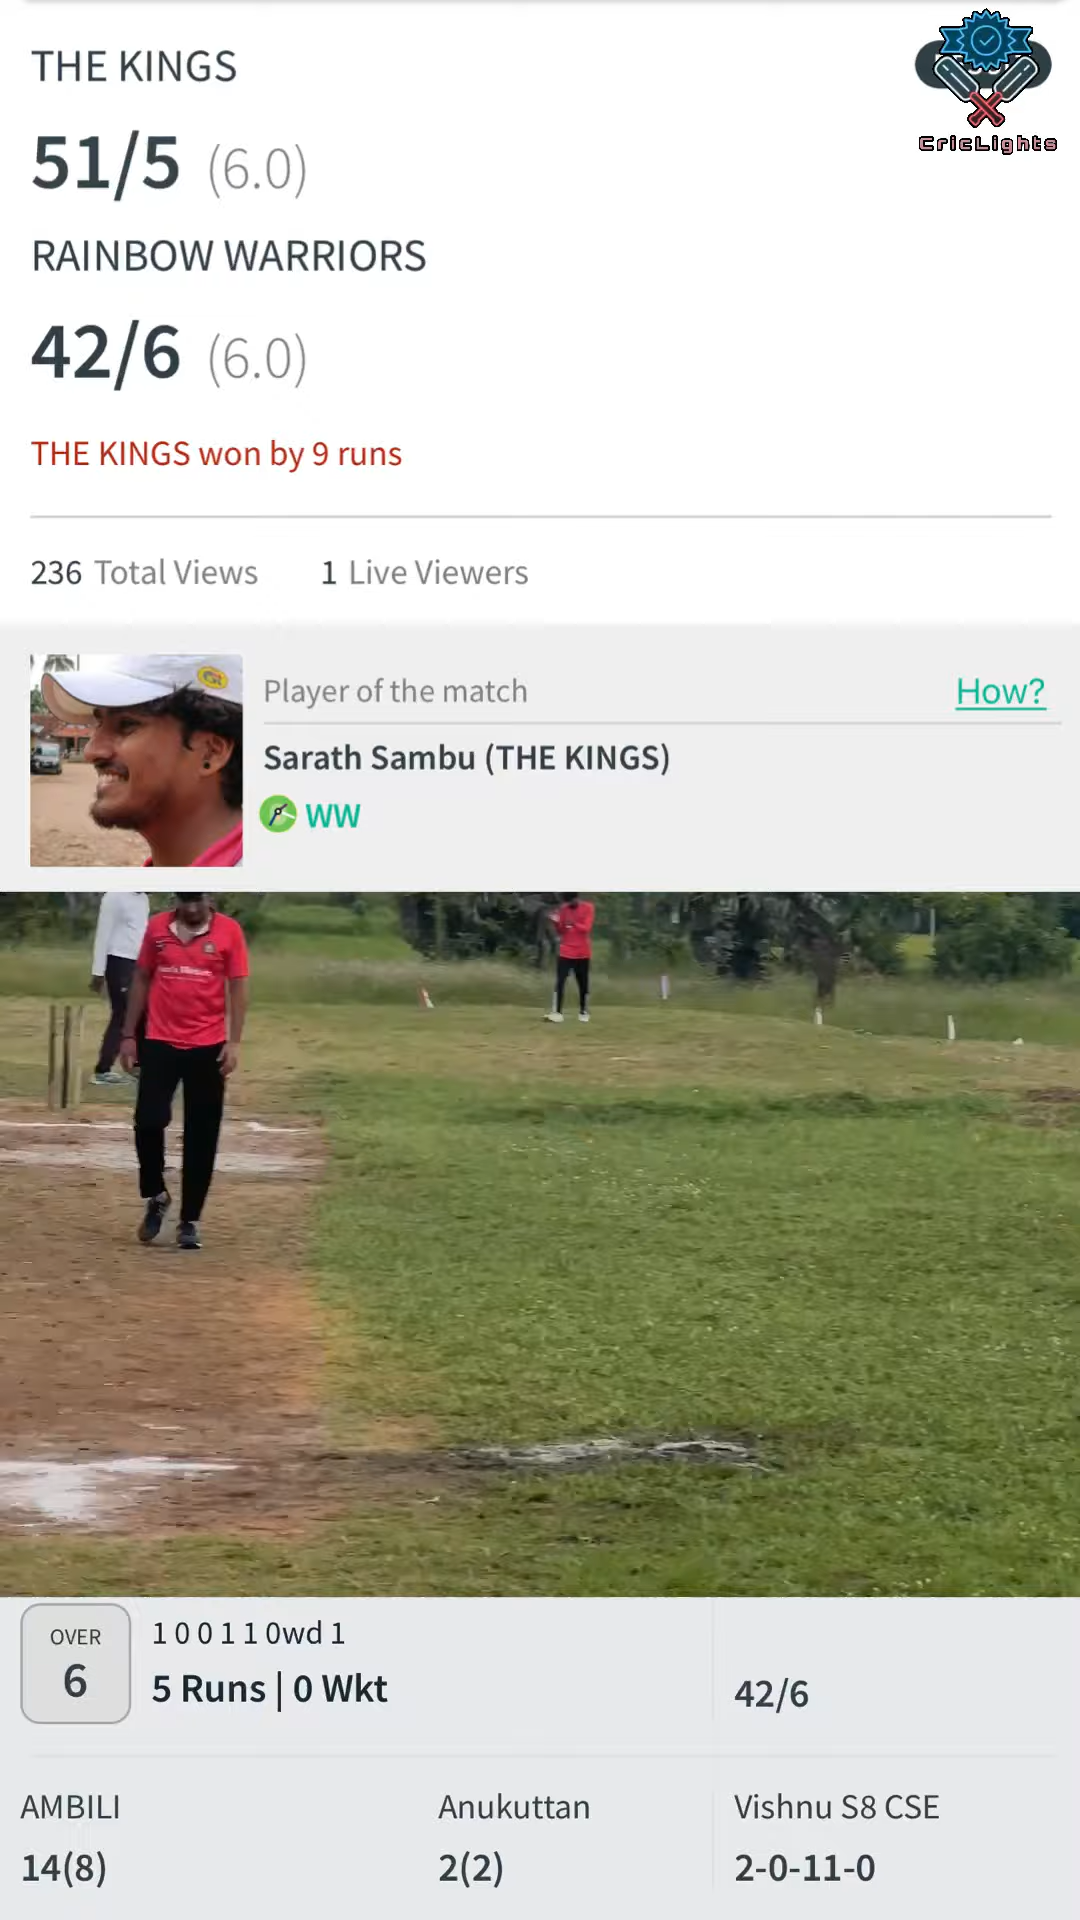 THE KINGS
CricLights
51/5 (6.0)
RAINBOW WARRIORS
42/6 (6.0)
THE KINGS won by 9 runs
236 Total Views 1 Live Viewers
Player of the match How?
Sarath Sambu (THE KINGS)
WW
OVER
6
1 0 0 1 1 0wd 1
5 Runs | 0 Wkt
42/6
AMBILI Anukuttan Vishnu S8 CSE
14(8) 2(2) 2-0-11-0